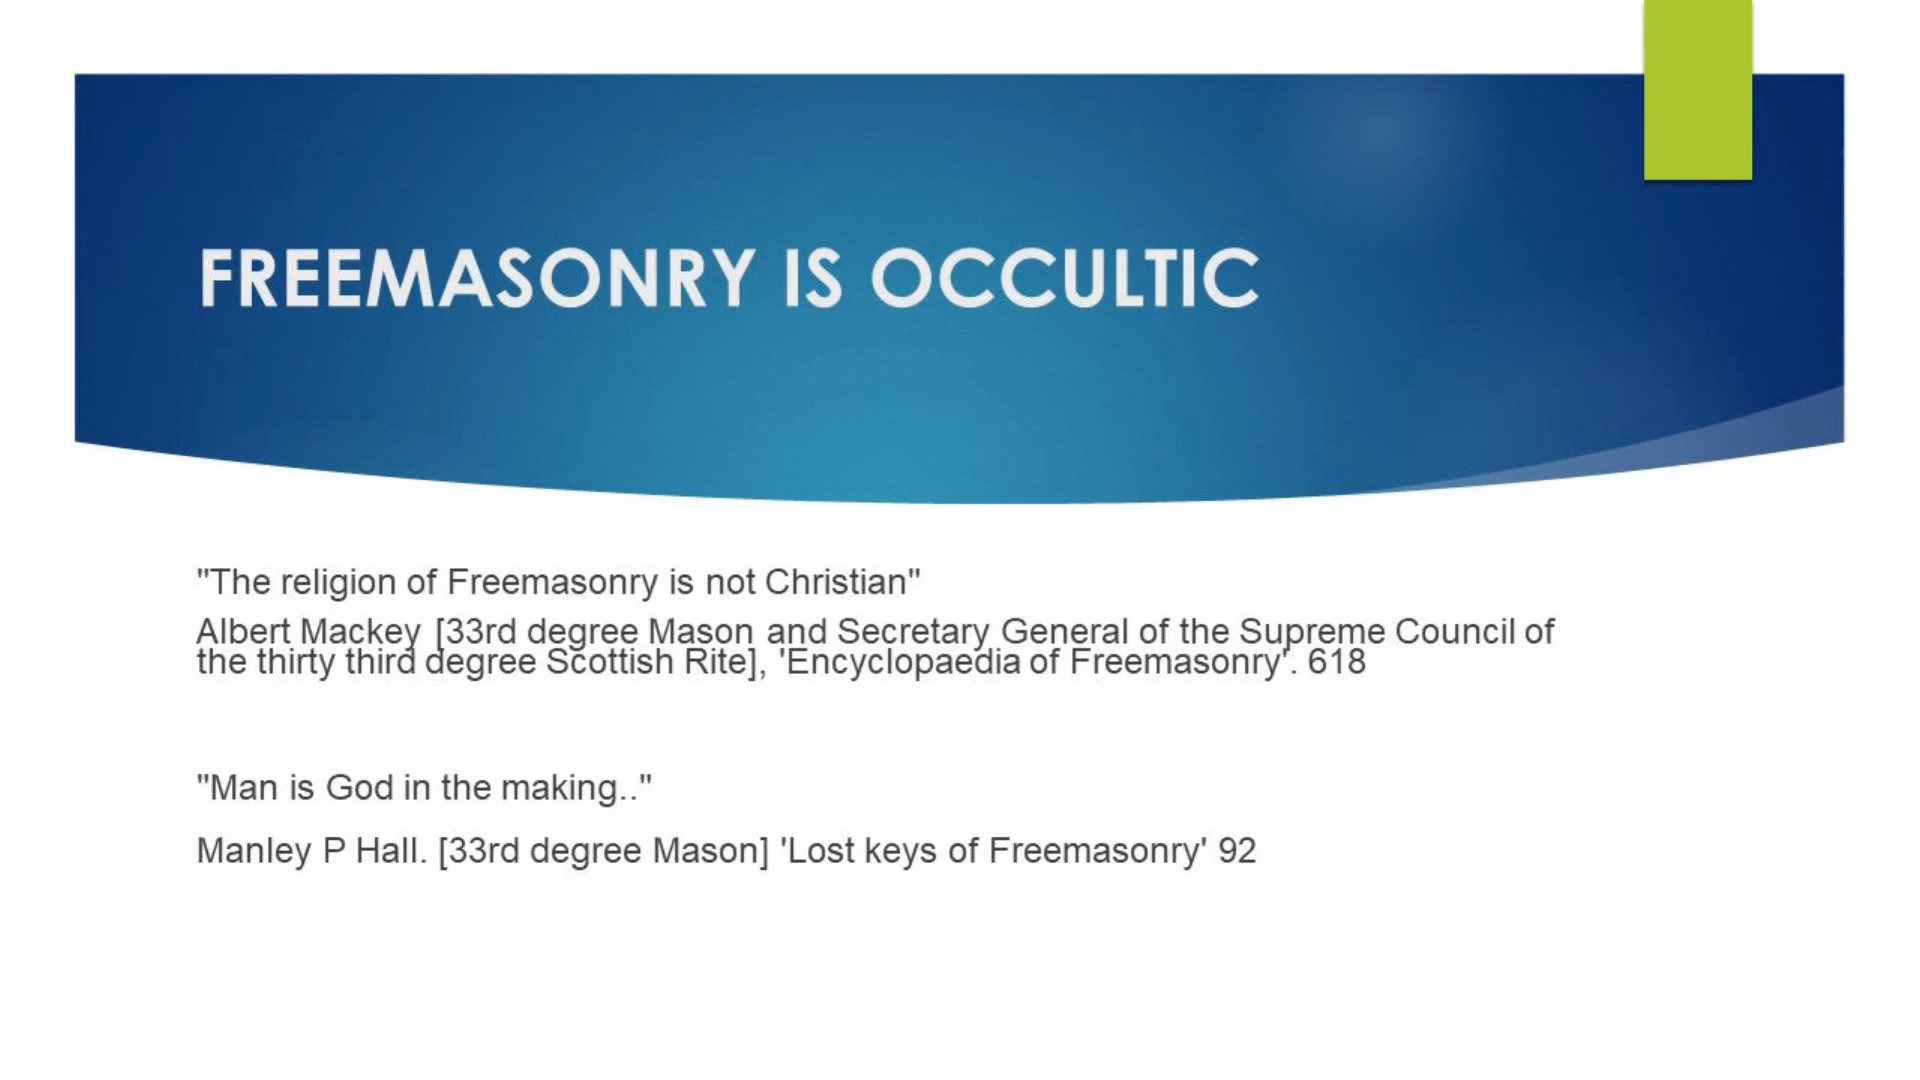 FREEMASONRY IS OCCULTIC
"The religion of Freemasonry is not Christian"
Albert Mackey [33rd degree Mason and Secretary General of the Supreme Council of
the thirty third degree Scottish Rite], 'Encyclopaedia of Freemasonry'. 618
"Man is God in the making.."
Manley P Hall. [33rd degree Mason] 'Lost keys of Freemasonry' 92